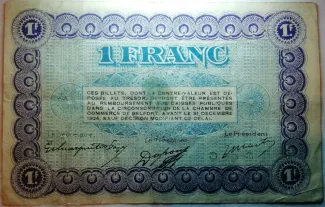 1F 1F
1 FRANC
CES BILLETS, DONT LA CONTRE-VALEUR EST DÉ-
POSÉE AU TRÉSOR, DEVRONT ÊTRE PRÉSENTÉS
AU REMBOURSEMENT AUX CAISSES PUBLIQUES
DANS LA CIRCONSCRIPTION DE LA CHAMBRE DE
COMMERCE DE BELFORT, AVANT LE 31 DÉCEMBRE
SAUF DÉCISION MODIFIANT CE DÉLAI.
Le Président
1F 1F